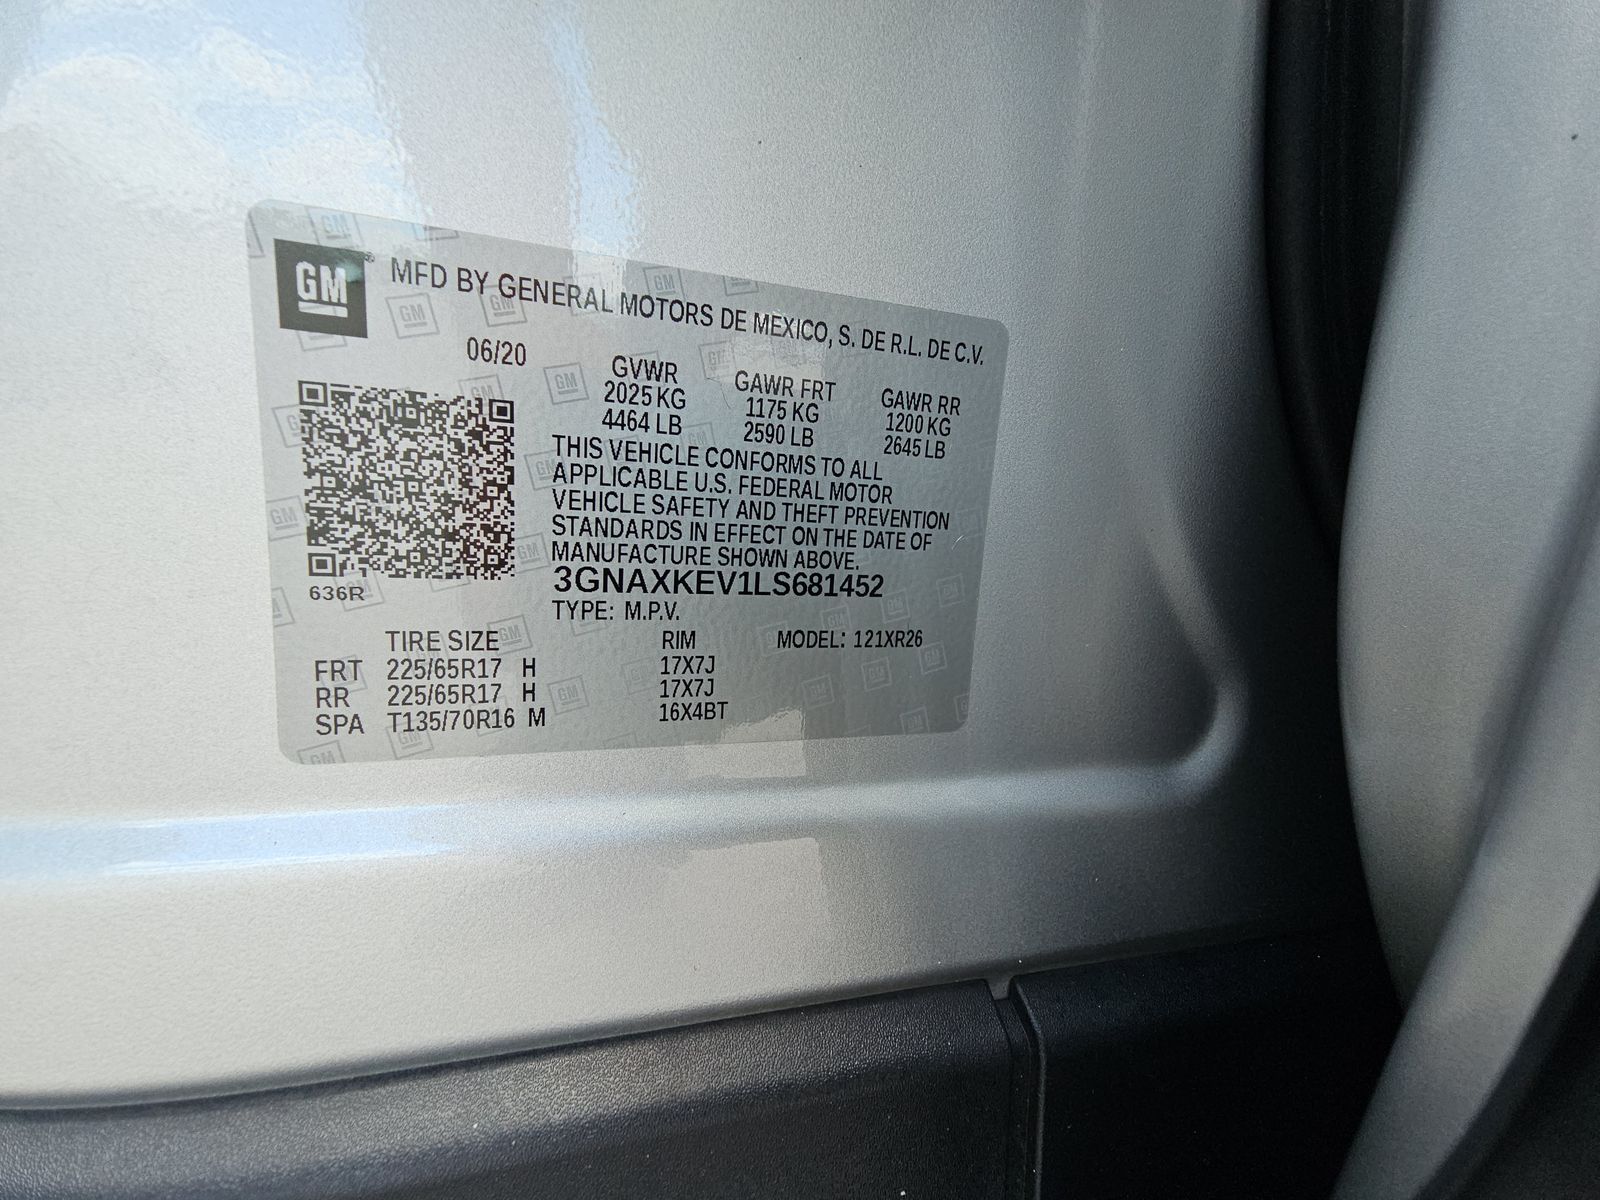 GM® MFD BY GENERAL MOTORS DE MEXICO, S. DE R.L. DE C.V.
06/20
GVWR GAWR FRT GAWR RR
2025 KG 1175 KG 1200 KG
4464 LB 2590 LB 2645 LB
THIS VEHICLE CONFORMS TO ALL
APPLICABLE U.S. FEDERAL MOTOR
VEHICLE SAFETY AND THEFT PREVENTION
STANDARDS IN EFFECT ON THE DATE OF
MANUFACTURE SHOWN ABOVE.
3GNAXKEV1LS681452
636R
TYPE: M.P.V.
TIRE SIZE RIM MODEL: 121XR26
FRT 225/65R17 H 17X7J
RR 225/65R17 H 17X7J
SPA T135/70R16 M 16X4BT